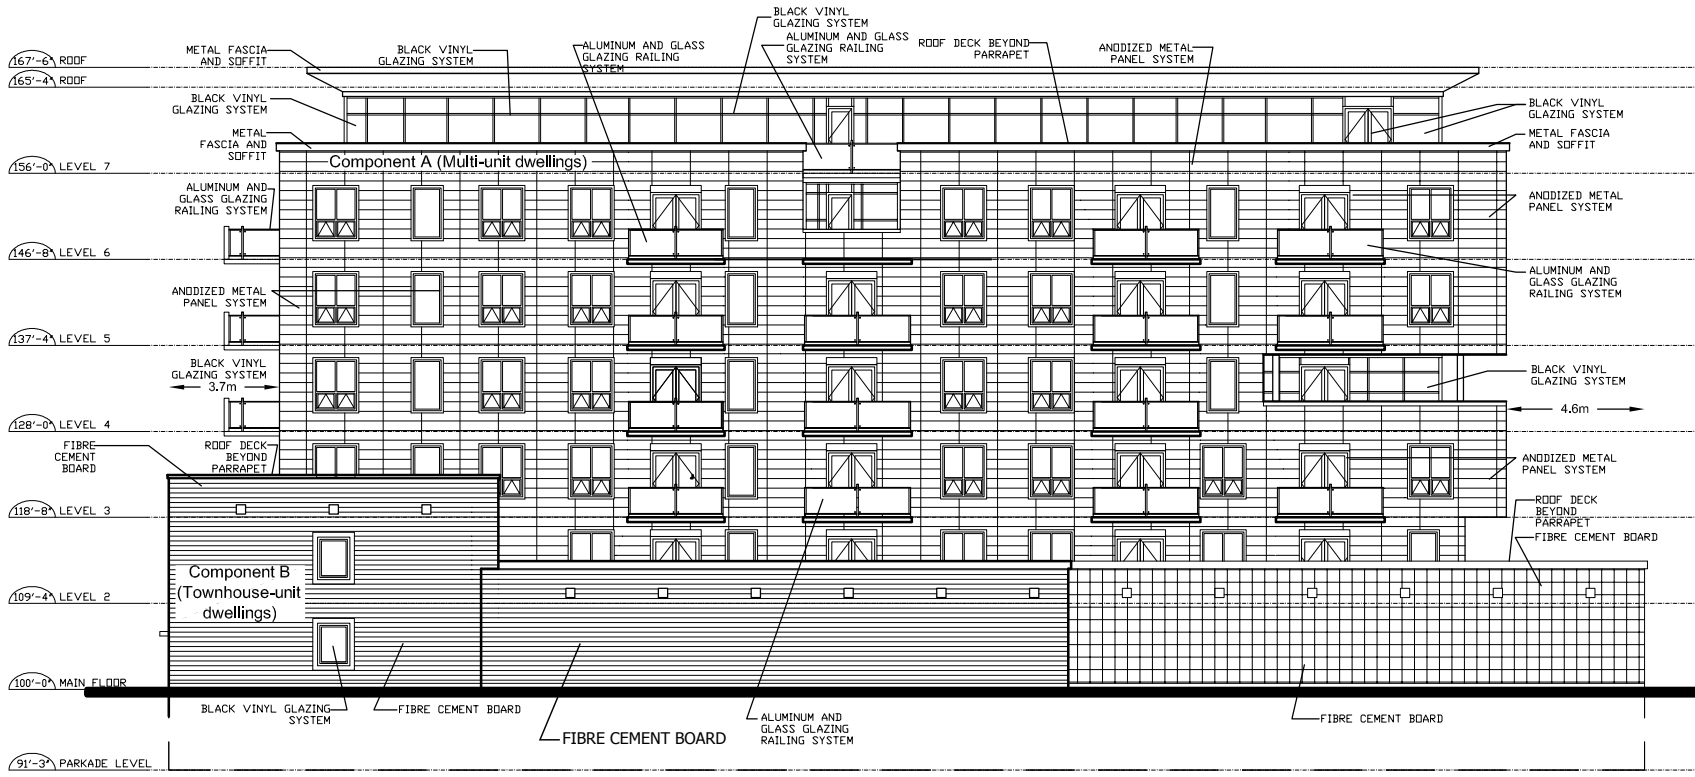 BLACK VINYL
GLAZING SYSTEM
METAL FASCIA
AND SOFFIT
BLACK VINYL
GLAZING SYSTEM
ALUMINUM AND GLASS
GLAZING RAILING
SYSTEM
ALUMINUM AND GLASS
GLAZING RAILING
SYSTEM
ROOF DECK BEYOND
PARRAPET
ANODIZED METAL
PANEL SYSTEM
167'-6" ROOF
165'-4" ROOF
BLACK VINYL
GLAZING SYSTEM
BLACK VINYL
GLAZING SYSTEM
METAL
FASCIA AND
SOFFIT
METAL FASCIA
AND SOFFIT
Component A (Multi-unit dwellings)
156'-0" LEVEL 7
ALUMINUM AND
GLASS GLAZING
RAILING SYSTEM
ANODIZED METAL
PANEL SYSTEM
146'-8" LEVEL 6
ALUMINUM AND
GLASS GLAZING
RAILING SYSTEM
ANODIZED METAL
PANEL SYSTEM
137'-4" LEVEL 5
BLACK VINYL
GLAZING SYSTEM
3.7m
BLACK VINYL
GLAZING SYSTEM
4.6m
128'-0" LEVEL 4
FIBRE
CEMENT
BOARD
ROOF DECK
BEYOND
PARRAPET
ANODIZED METAL
PANEL SYSTEM
118'-8" LEVEL 3
ROOF DECK
BEYOND
PARRAPET
FIBRE CEMENT BOARD
Component B
(Townhouse-unit
dwellings)
109'-4" LEVEL 2
100'-0" MAIN FLOOR
BLACK VINYL GLAZING
SYSTEM
FIBRE CEMENT BOARD
FIBRE CEMENT BOARD
ALUMINUM AND
GLASS GLAZING
RAILING SYSTEM
FIBRE CEMENT BOARD
91'-3" PARKADE LEVEL